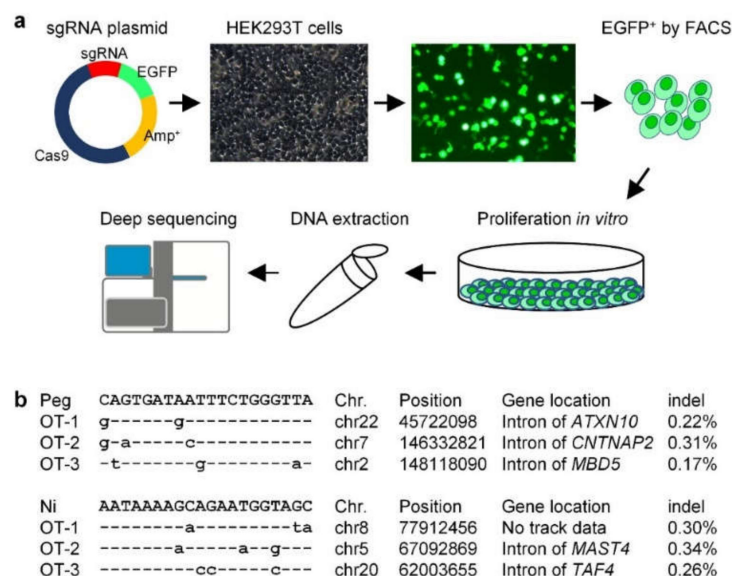 a
sgRNA plasmid HEK293T cells EGFP⁺ by FACS
sgRNA
EGFP
Amp⁺
Cas9
Deep sequencing DNA extraction Proliferation in vitro
b Peg CAGTGATAATTTCTGGGTTA Chr. Position Gene location indel
OT-1 g------g------------ chr22 45722098 Intron of ATXN10 0.22%
OT-2 g-a------c---------- chr7 146332821 Intron of CNTNAP2 0.31%
OT-3 -t--------g-------a- chr2 148118090 Intron of MBD5 0.17%
Ni AATAAAAGCAGAATGGTAGC Chr. Position Gene location indel
OT-1 ---------a--------ta chr8 77912456 No track data 0.30%
OT-2 --------a-----a--g-- chr5 67092869 Intron of MAST4 0.34%
OT-3 ----------cc-----c-- chr20 62003655 Intron of TAF4 0.26%